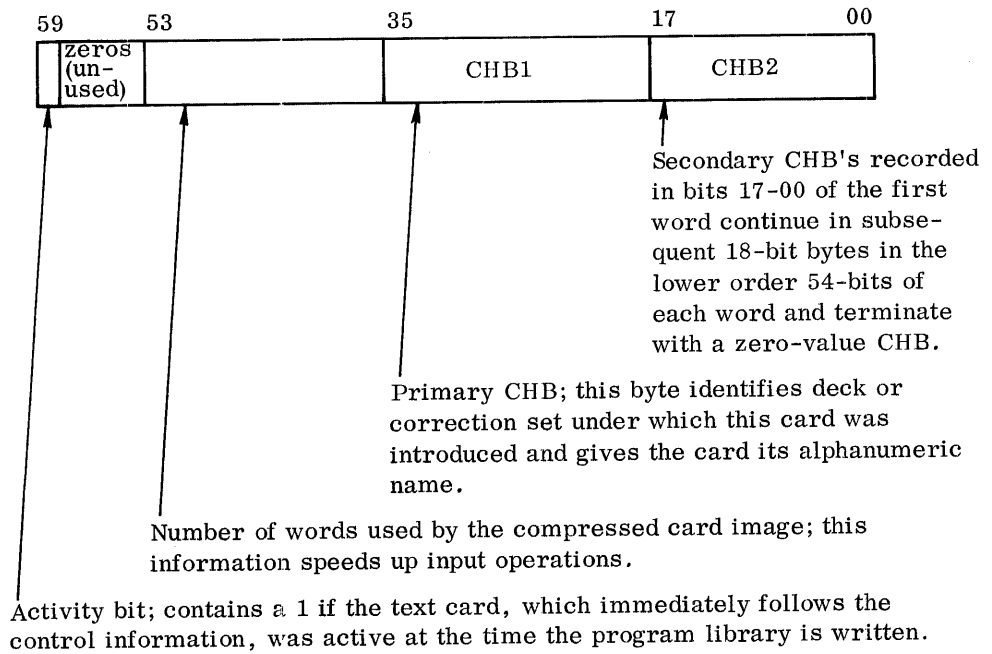 59 53 35 17 00
zeros
(un-
used)
CHB1 CHB2
Secondary CHB's recorded
in bits 17-00 of the first
word continue in subse-
quent 18-bit bytes in the
lower order 54-bits of
each word and terminate
with a zero-value CHB.
Primary CHB; this byte identifies deck or
correction set under which this card was
introduced and gives the card its alphanumeric
name.
Number of words used by the compressed card image; this
information speeds up input operations.
Activity bit; contains a 1 if the text card, which immediately follows the
control information, was active at the time the program library is written.